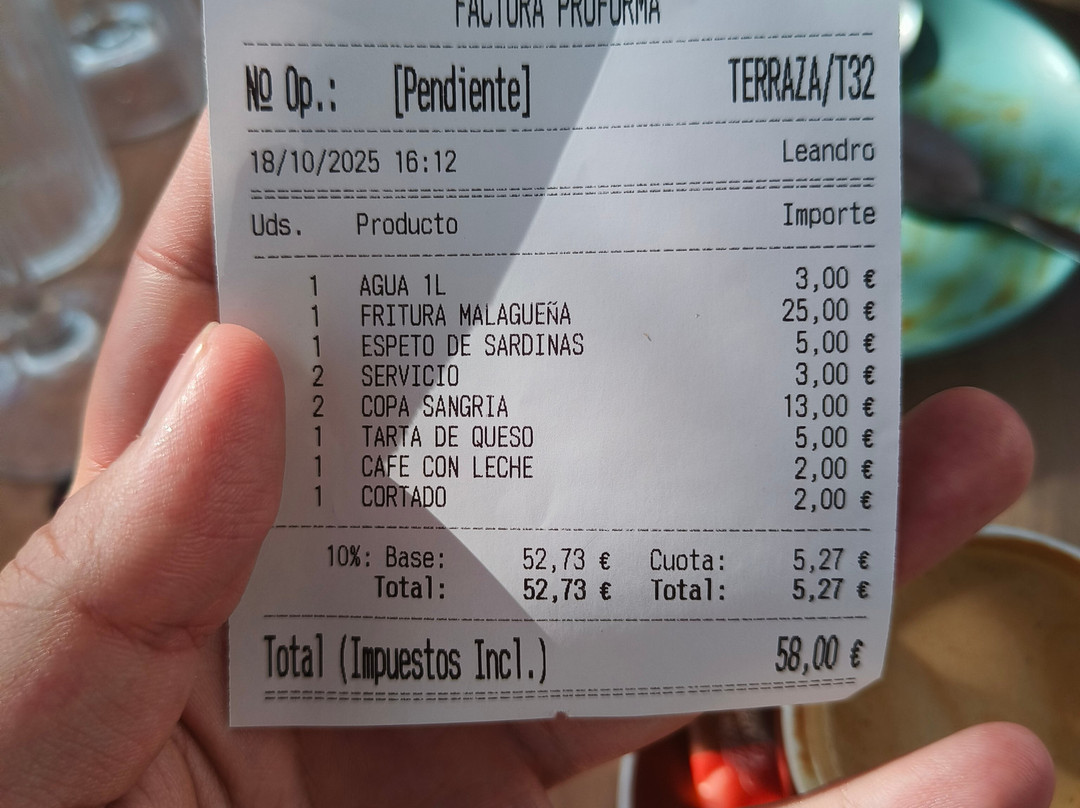 FACTURA PROFORMA
Nº Op.: [Pendiente] TERRAZA/T32
18/10/2025 16:12 Leandro
Uds. Producto Importe
1 AGUA 1L 3,00 €
1 FRITURA MALAGUEÑA 25,00 €
1 ESPETO DE SARDINAS 5,00 €
2 SERVICIO 3,00 €
2 COPA SANGRIA 13,00 €
1 TARTA DE QUESO 5,00 €
1 CAFE CON LECHE 2,00 €
1 CORTADO 2,00 €
10%: Base: 52,73 € Cuota: 5,27 €
Total: 52,73 € Total: 5,27 €
Total (Impuestos Incl.) 58,00 €